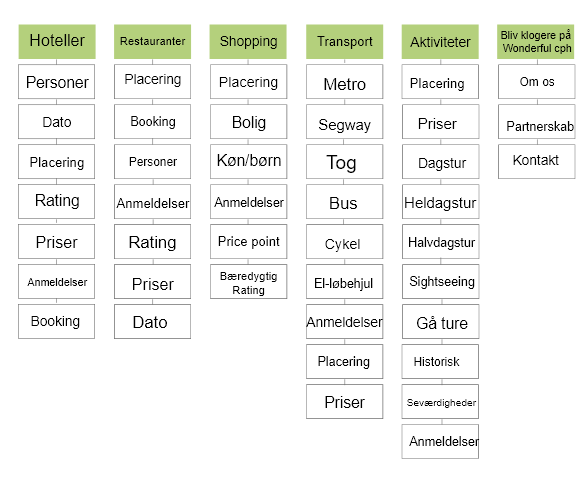 Hoteller
Personer
Dato
Placering
Rating
Priser
Anmeldelser
Booking
Restauranter
Placering
Booking
Personer
Anmeldelser
Rating
Priser
Dato
Shopping
Placering
Bolig
Køn/børn
Anmeldelser
Price point
Bæredygtig
Rating
Transport
Metro
Segway
Tog
Bus
Cykel
El-løbehjul
Anmeldelser
Placering
Priser
Aktiviteter
Placering
Priser
Dagstur
Heldagstur
Halvdagstur
Sightseeing
Gå ture
Historisk
Seværdigheder
Anmeldelser
Bliv klogere på
Wonderful cph
Om os
Partnerskab
Kontakt